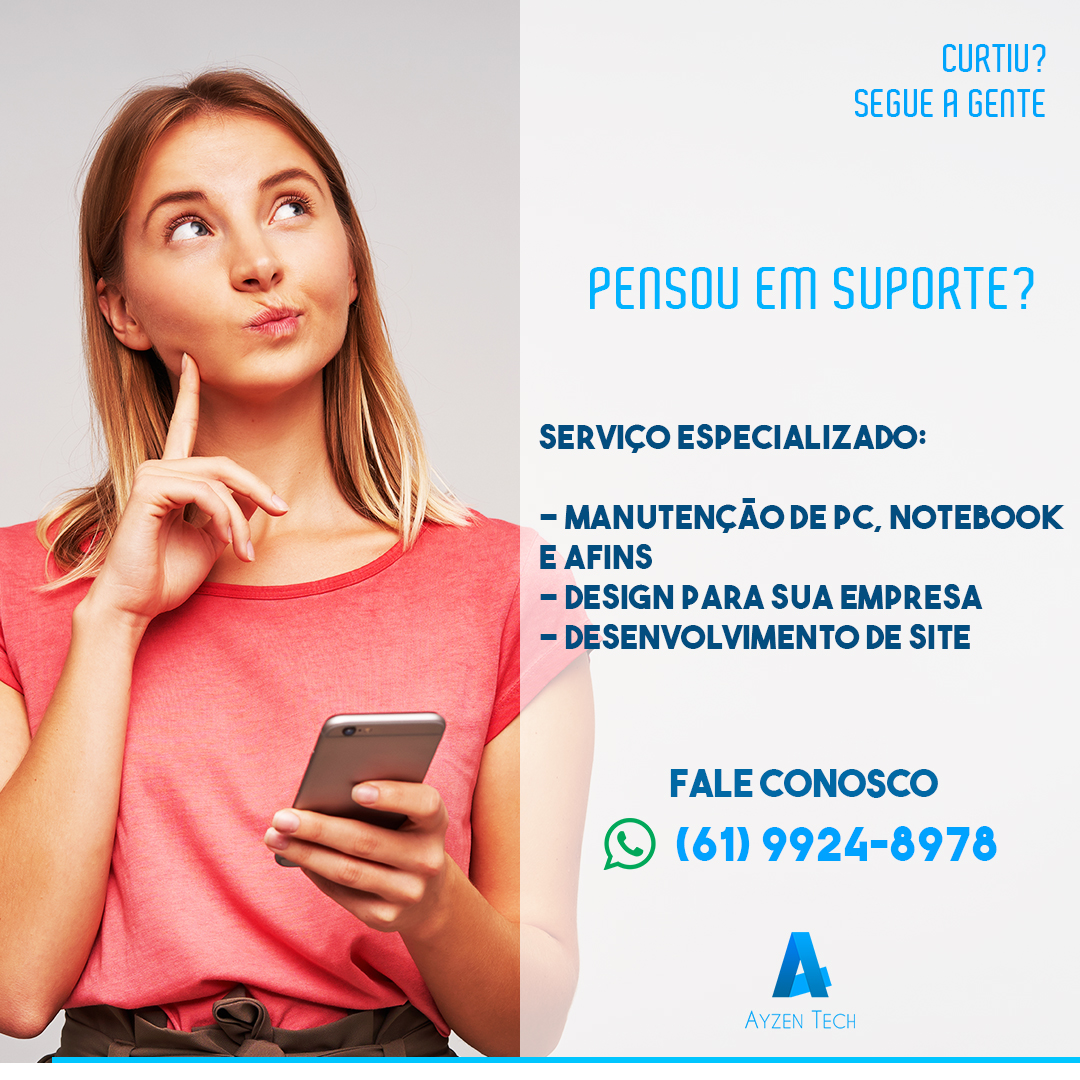 CURTIU?
SEGUE A GENTE
PENSOU EM SUPORTE?
SERVIÇO ESPECIALIZADO:
- MANUTENÇÃO DE PC, NOTEBOOK
E AFINS
- DESIGN PARA SUA EMPRESA
- DESENVOLVIMENTO DE SITE
FALE CONOSCO
(61) 9924-8978
AYZEN TECH